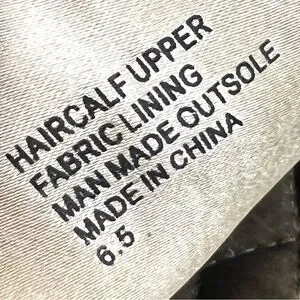 HAIRCALF UPPER
FABRIC LINING
MAN MADE OUTSOLE
MADE IN CHINA
6.5